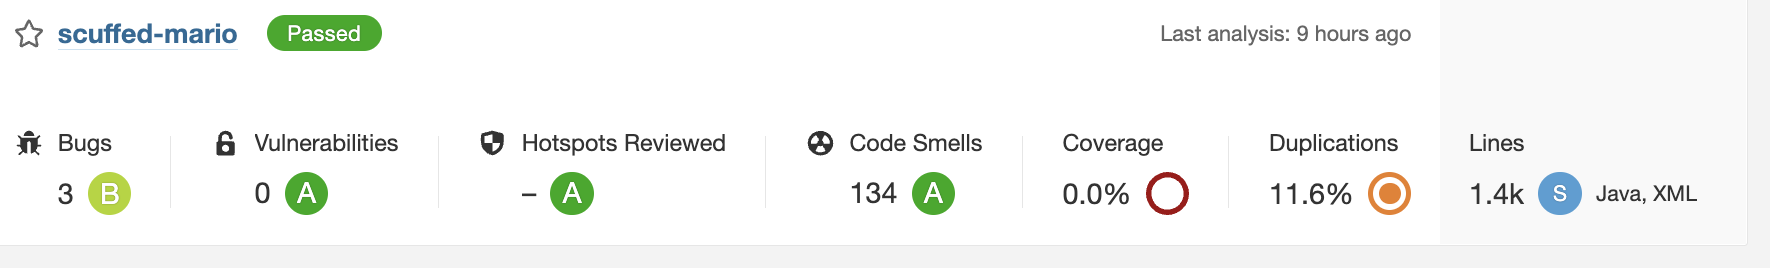 scuffed-mario Passed Last analysis: 9 hours ago
Bugs Vulnerabilities Hotspots Reviewed Code Smells Coverage Duplications Lines
3 B 0 A – A 134 A 0.0% 11.6% 1.4k S Java, XML